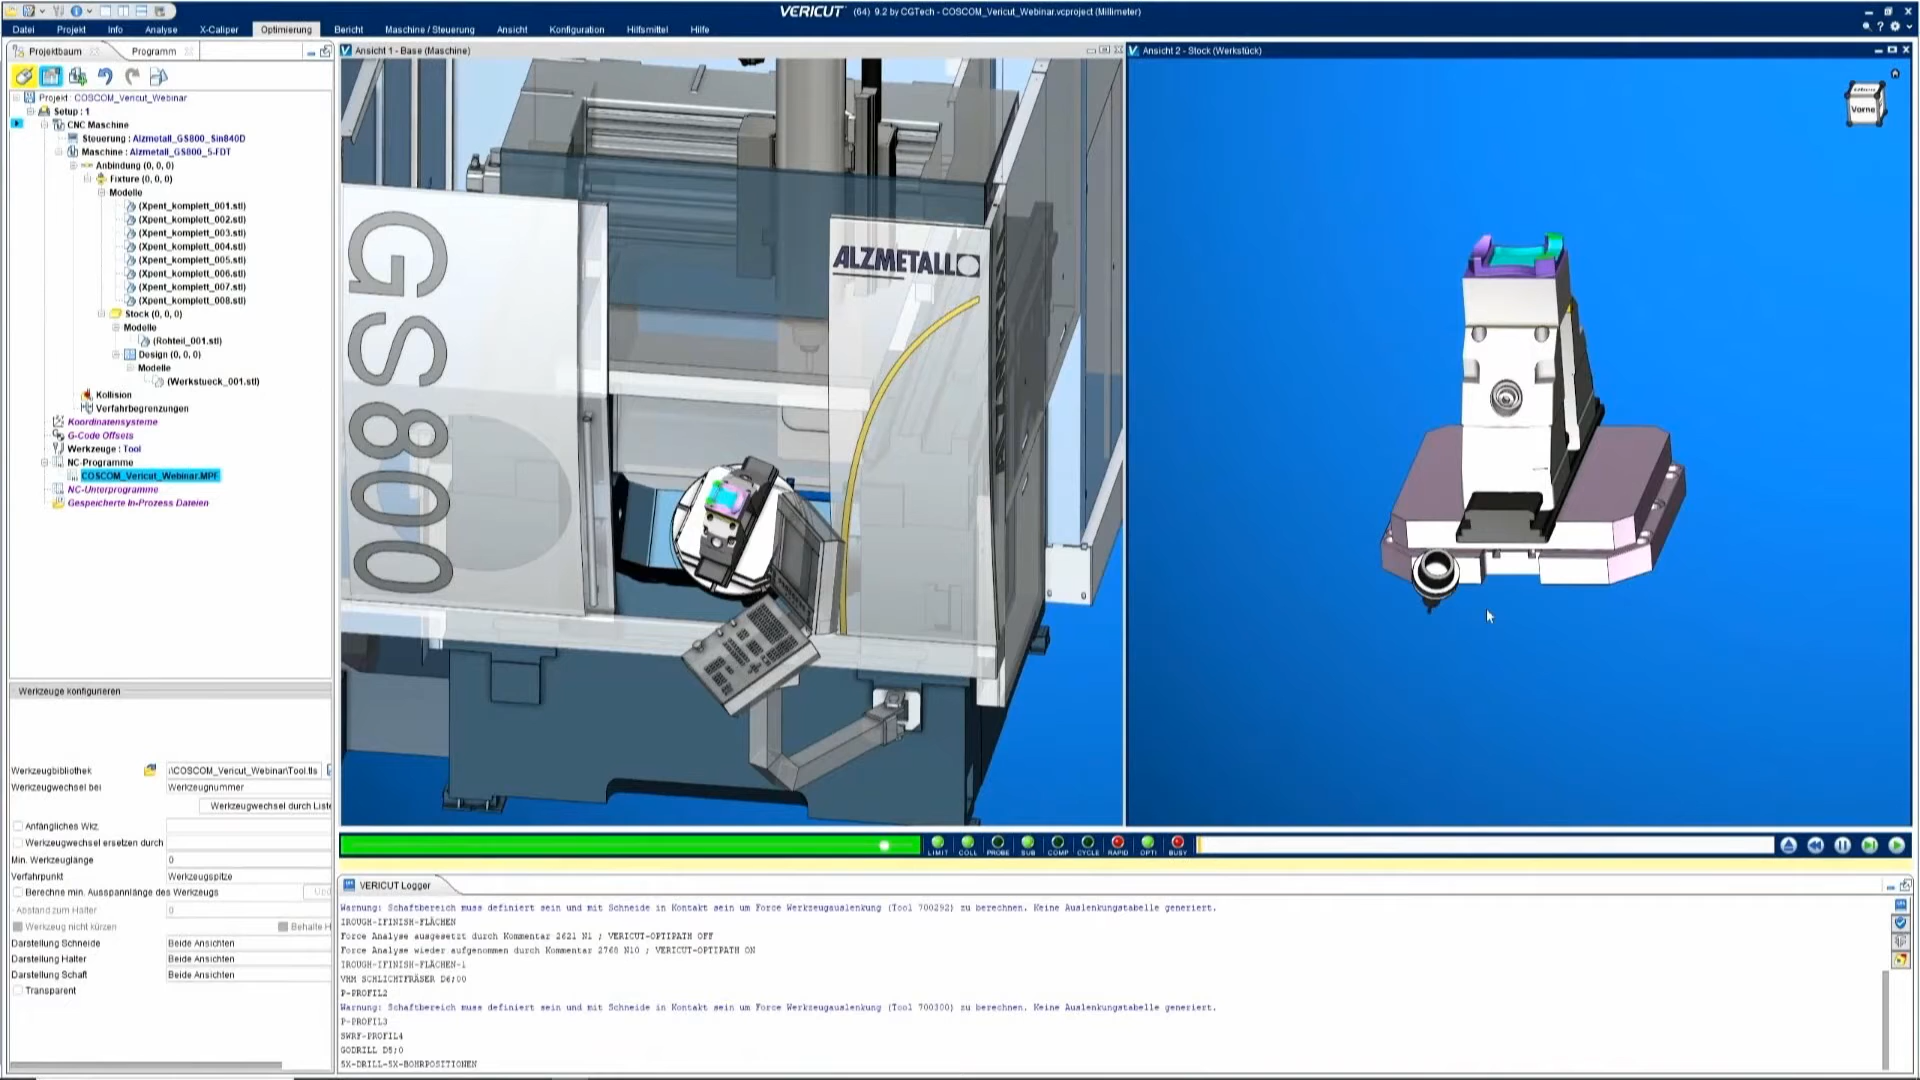 VERICUT (64) 9.2 by CGTech - COSCOM_Vericut_Webinar.vcproject (Millimeter)
Datei Projekt Info Analyse X-Caliper Optimierung Bericht Maschine / Steuerung Ansicht Konfiguration Hilfsmittel Hilfe
Projektbaum Programm
Ansicht 1 - Base (Maschine)
Ansicht 2 - Stock (Werkstück)
Projekt : COSCOM_Vericut_Webinar
Setup : 1
CNC Maschine
Steuerung : Alzmetall_GS800_Sin840D
Maschine : Alzmetall_GS800_5-FDT
Anbindung (0, 0, 0)
Fixture (0, 0, 0)
Modelle
(Xpent_komplett_001.stl)
(Xpent_komplett_002.stl)
(Xpent_komplett_003.stl)
(Xpent_komplett_004.stl)
(Xpent_komplett_005.stl)
(Xpent_komplett_006.stl)
(Xpent_komplett_007.stl)
(Xpent_komplett_008.stl)
Stock (0, 0, 0)
Modelle
(Rohteil_001.stl)
Design (0, 0, 0)
Modelle
(Werkstueck_001.stl)
Kollision
Verfahrbegrenzungen
Koordinatensysteme
G-Code Offsets
Werkzeuge : Tool
NC-Programme
COSCOM_Vericut_Webinar.MPF
NC-Unterprogramme
Gespeicherte In-Prozess Dateien
GS800
ALZMETALL
Vorne
Werkzeuge konfigurieren
Werkzeugbibliothek :\COSCOM_Vericut_Webinar\Tool.tls
Werkzeugwechsel bei Werkzeugnummer
Werkzeugwechsel durch Liste
Anfängliches Wkz.
Werkzeugwechsel ersetzen durch
Min. Werkzeuglänge 0
Verfahrpunkt Werkzeugspitze
Berechne min. Ausspannlänge des Werkzeugs Upd
Abstand zum Halter 0
Werkzeug nicht kürzen Behalte H
Darstellung Schneide Beide Ansichten
Darstellung Halter Beide Ansichten
Darstellung Schaft Beide Ansichten
Transparent
LIMIT COLL PROBE SUB COMP CYCLE RAPID OPTI BUSY
VERICUT Logger
Warnung: Schaftbereich muss definiert sein und mit Schneide in Kontakt sein um Force Werkzeugauslenkung (Tool 700292) zu berechnen. Keine Auslenkungstabelle generiert.
IROUGH-IFINISH-FLÄCHEN
Force Analyse ausgesetzt durch Kommentar 2621 N1 ; VERICUT-OPTIPATH OFF
Force Analyse wieder aufgenommen durch Kommentar 2768 N10 ; VERICUT-OPTIPATH ON
IROUGH-IFINISH-FLÄCHEN-1
VHM SCHLICHTFRÄSER D6;00
P-PROFIL2
Warnung: Schaftbereich muss definiert sein und mit Schneide in Kontakt sein um Force Werkzeugauslenkung (Tool 700300) zu berechnen. Keine Auslenkungstabelle generiert.
P-PROFIL3
SWRF-PROFIL4
GODRILL D5;0
5X-DRILL-5X-BOHRPOSITIONEN